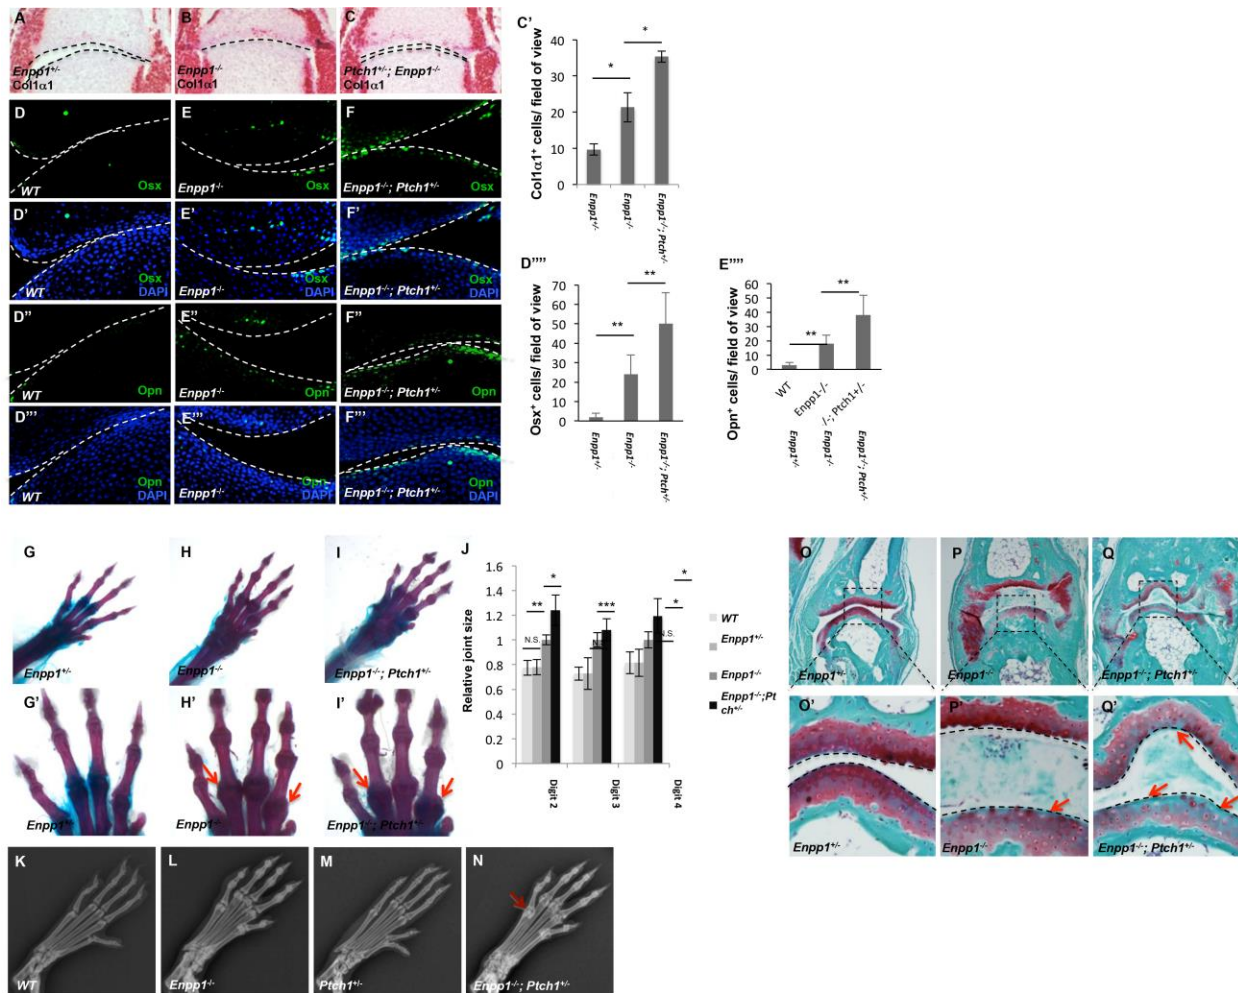 A
Enpp1+/-
Col1α1
B
Enpp1-/-
Col1α1
C
Ptch1+/-; Enpp1-/-
Col1α1
C'
40
30
20
10
0
Col1α1+ cells/ field of view
*
*
Enpp1+/-
Enpp1-/-
Enpp1-/-; Ptch+/-
D
WT
Osx
E
Enpp1-/-
Osx
F
Enpp1-/-; Ptch1+/-
Osx
D'
WT
Osx
DAPI
E'
Enpp1-/-
Osx
DAPI
F'
Enpp1-/-; Ptch1+/-
Osx
DAPI
D''
WT
Opn
E''
Enpp1-/-
Opn
F''
Enpp1-/-; Ptch1+/-
Opn
D'''
WT
Opn
DAPI
E'''
Enpp1-/-
Opn
DAPI
F'''
Enpp1-/-; Ptch1+/-
Opn
DAPI
D''''
70
60
50
40
30
20
10
0
Osx+ cells/ field of view
**
**
Enpp1+/-
Enpp1-/-
Enpp1-/-; Ptch+/-
E''''
60
50
40
30
20
10
0
Opn+ cells/ field of view
**
**
WT
Enpp1-/-
/-; Ptch1+/-
Enpp1+/-
Enpp1-/-
Enpp1-/-; Ptch+/-
G
Enpp1+/-
H
Enpp1-/-
I
Enpp1-/-; Ptch1+/-
G'
Enpp1+/-
H'
Enpp1-/-
I'
Enpp1-/-; Ptch1+/-
J
1.6
1.4
1.2
1
0.8
0.6
0.4
0.2
0
Relative joint size
N.S.
**
*
***
N.S.
*
*
Digit 2
Digit 3
Digit 4
WT
Enpp1+/-
Enpp1-/-
Enpp1-/-;Pt
ch+/-
K
WT
L
Enpp1-/-
M
Ptch1+/-
N
Enpp1-/-; Ptch1+/-
O
Enpp1+/-
P
Enpp1-/-
Q
Enpp1-/-; Ptch1+/-
O'
Enpp1+/-
P'
Enpp1-/-
Q'
Enpp1-/-; Ptch1+/-